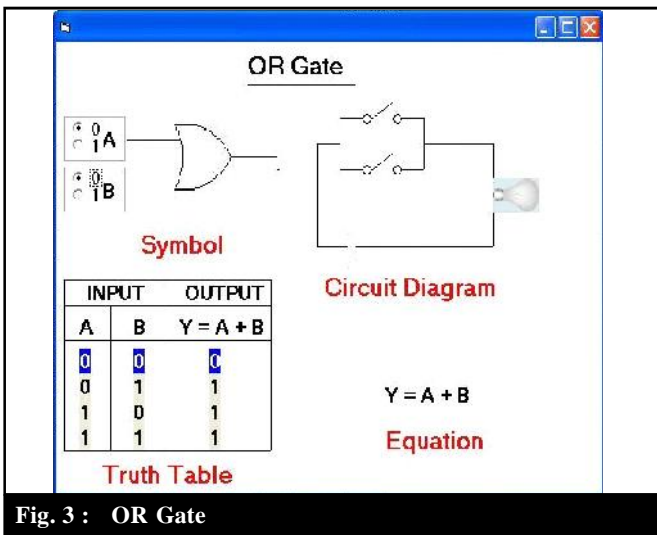 OR Gate
0
1 A
0
1 B
Symbol
Circuit Diagram
INPUT OUTPUT
A B Y = A + B
0 0 0
0 1 1
1 0 1
1 1 1
Truth Table
Y = A + B
Equation
Fig. 3 : OR Gate